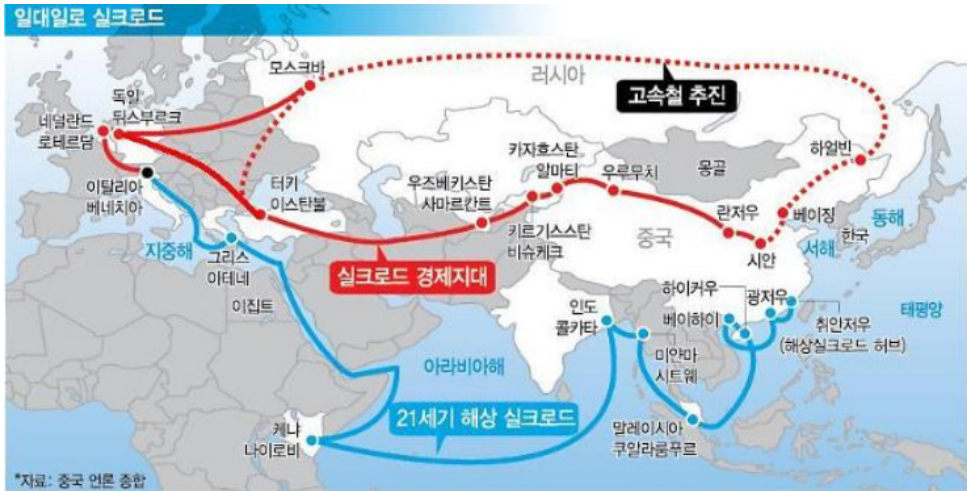 일대일로 실크로드
모스크바
러시아
고속철 추진
독일
뒤스부르크
네덜란드
로테르담
하얼빈
카자흐스탄
알마티
우루무치
몽골
이탈리아
베네치아
터키
이스탄불
우즈베키스탄
사마르칸트
란저우
베이징
동해
한국
키르기스스탄
비슈케크
중국
서해
시안
지중해
그리스
아테네
실크로드 경제지대
이집트
인도
콜카타
하이커우
광저우
베이하이
취안저우
(해상실크로드 허브)
태평양
미얀마
시트웨
아라비아해
21세기 해상 실크로드
케냐
나이로비
말레이시아
쿠알라룸푸르
*자료: 중국 언론 종합